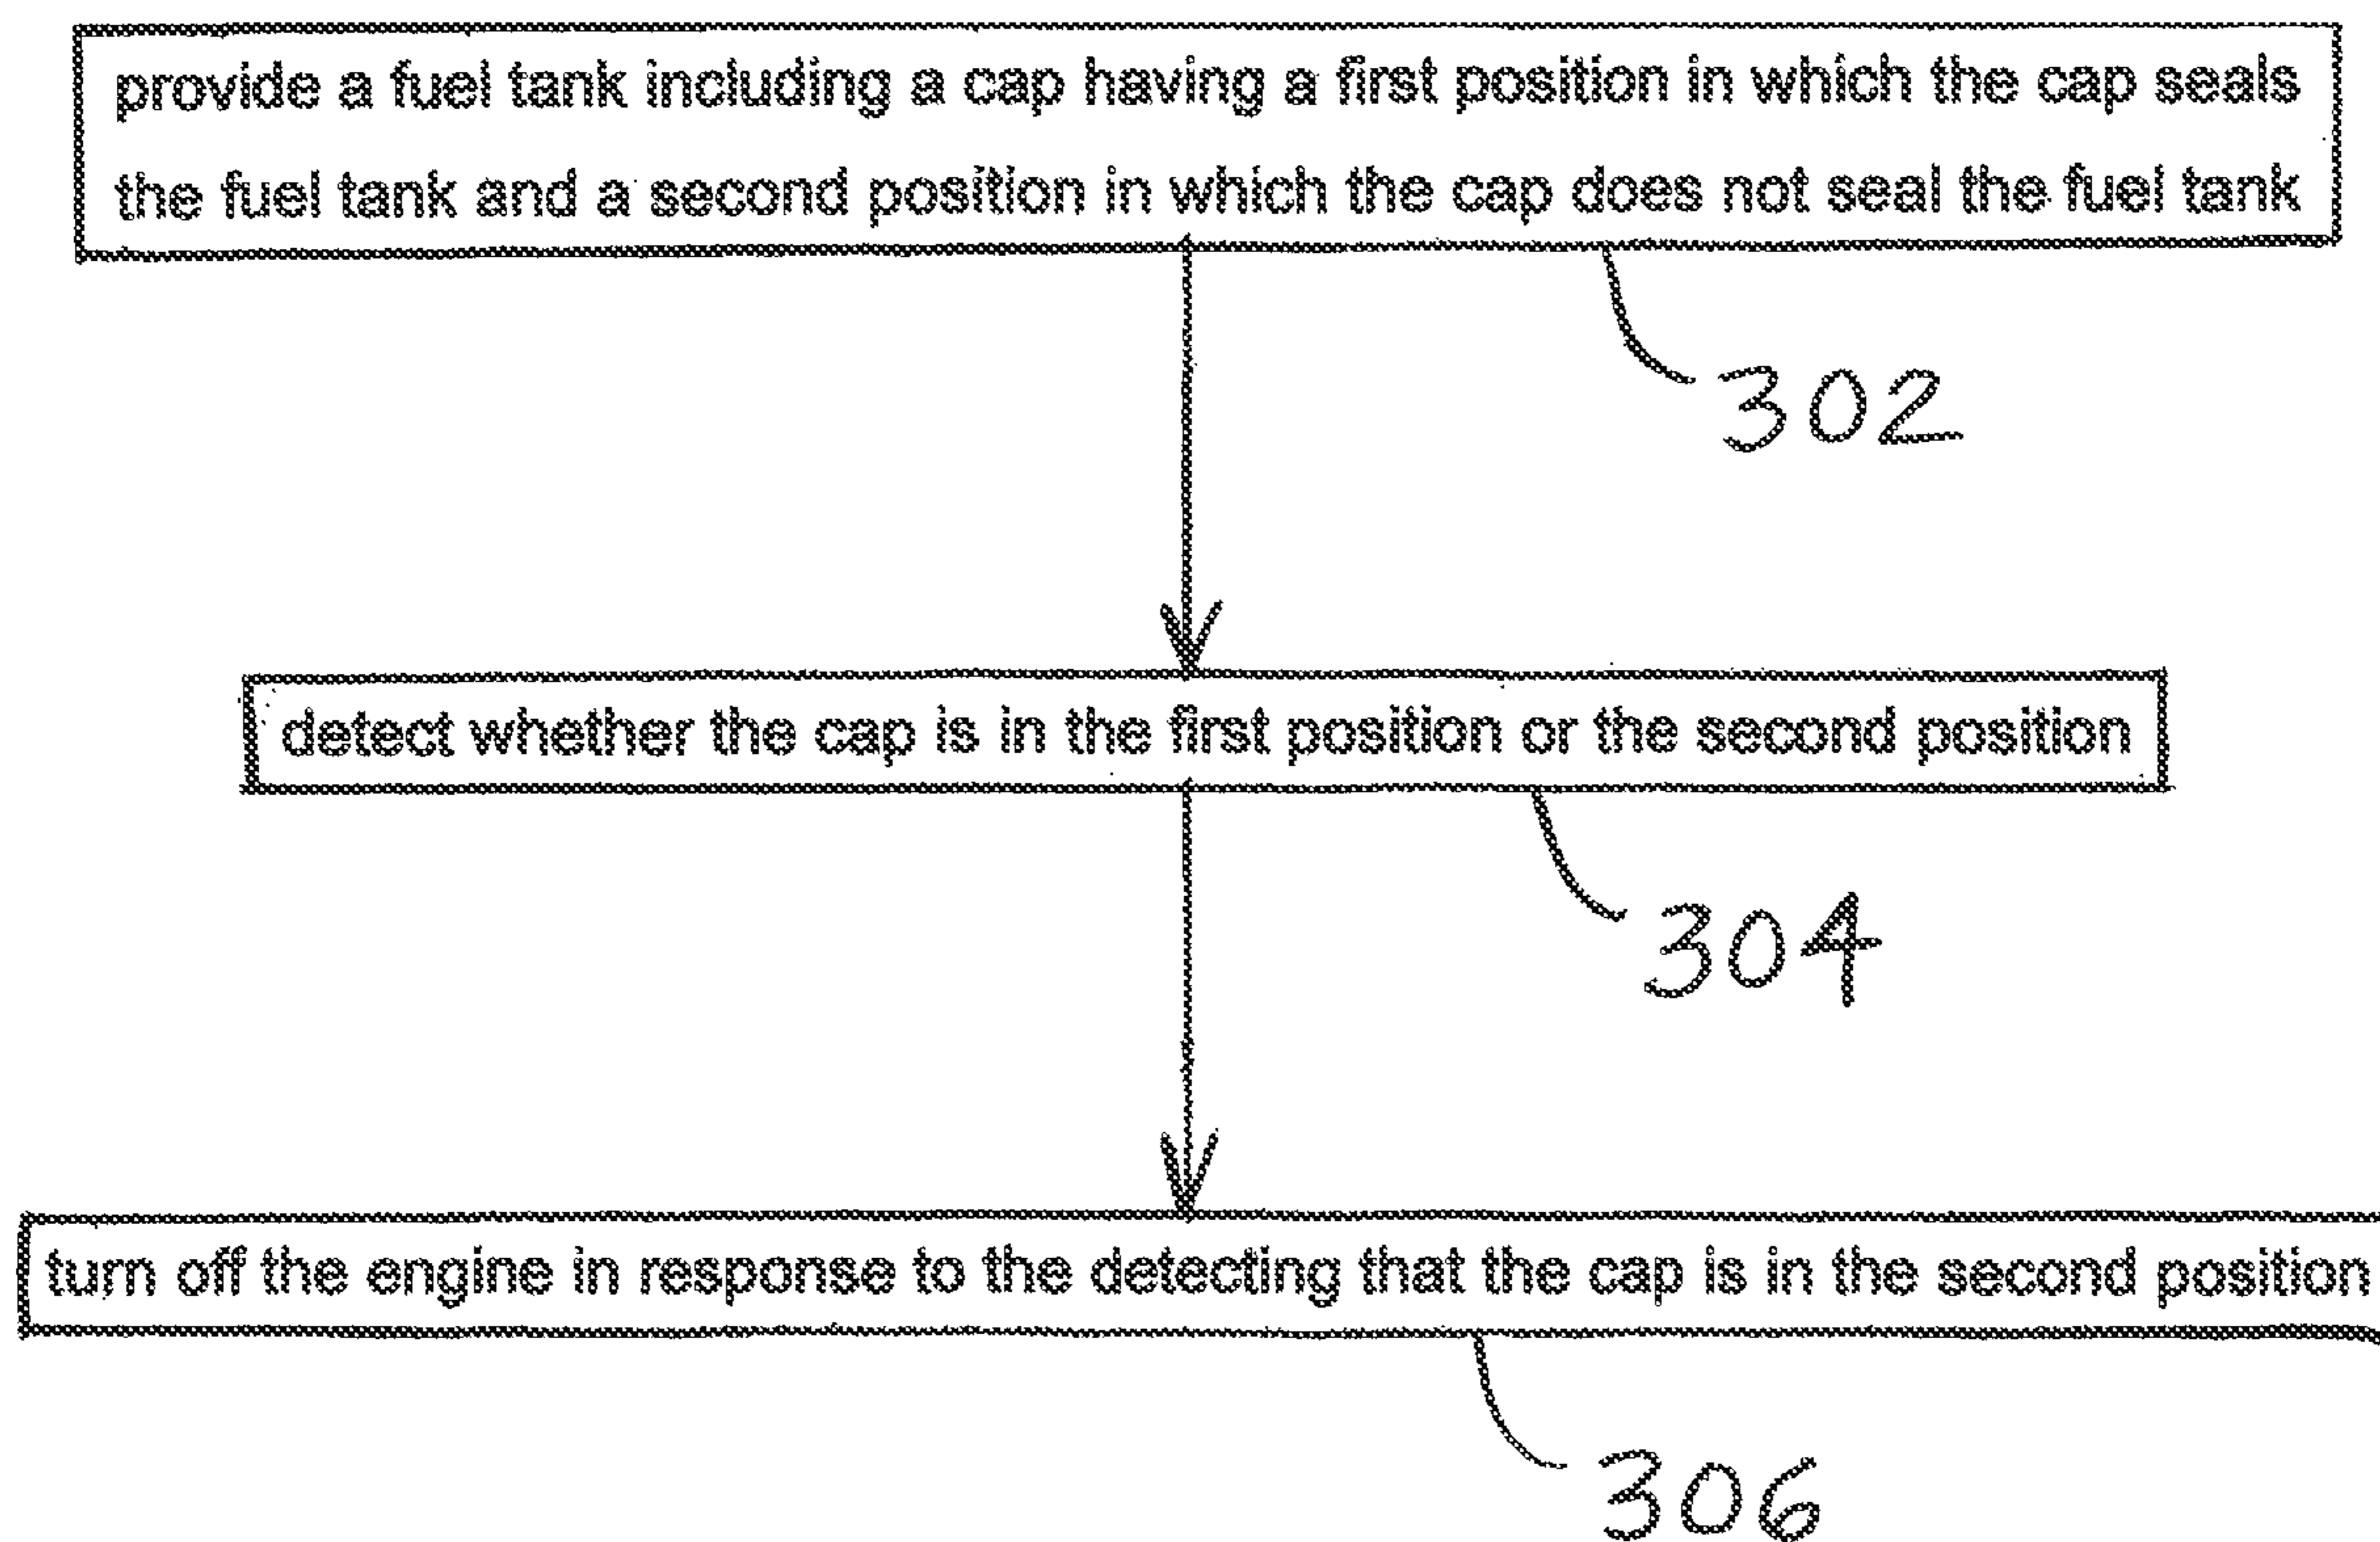 provide a fuel tank including a cap having a first position in which the cap seals
the fuel tank and a second position in which the cap does not seal the fuel tank
302
detect whether the cap is in the first position or the second position
304
turn off the engine in response to the detecting that the cap is in the second position
306